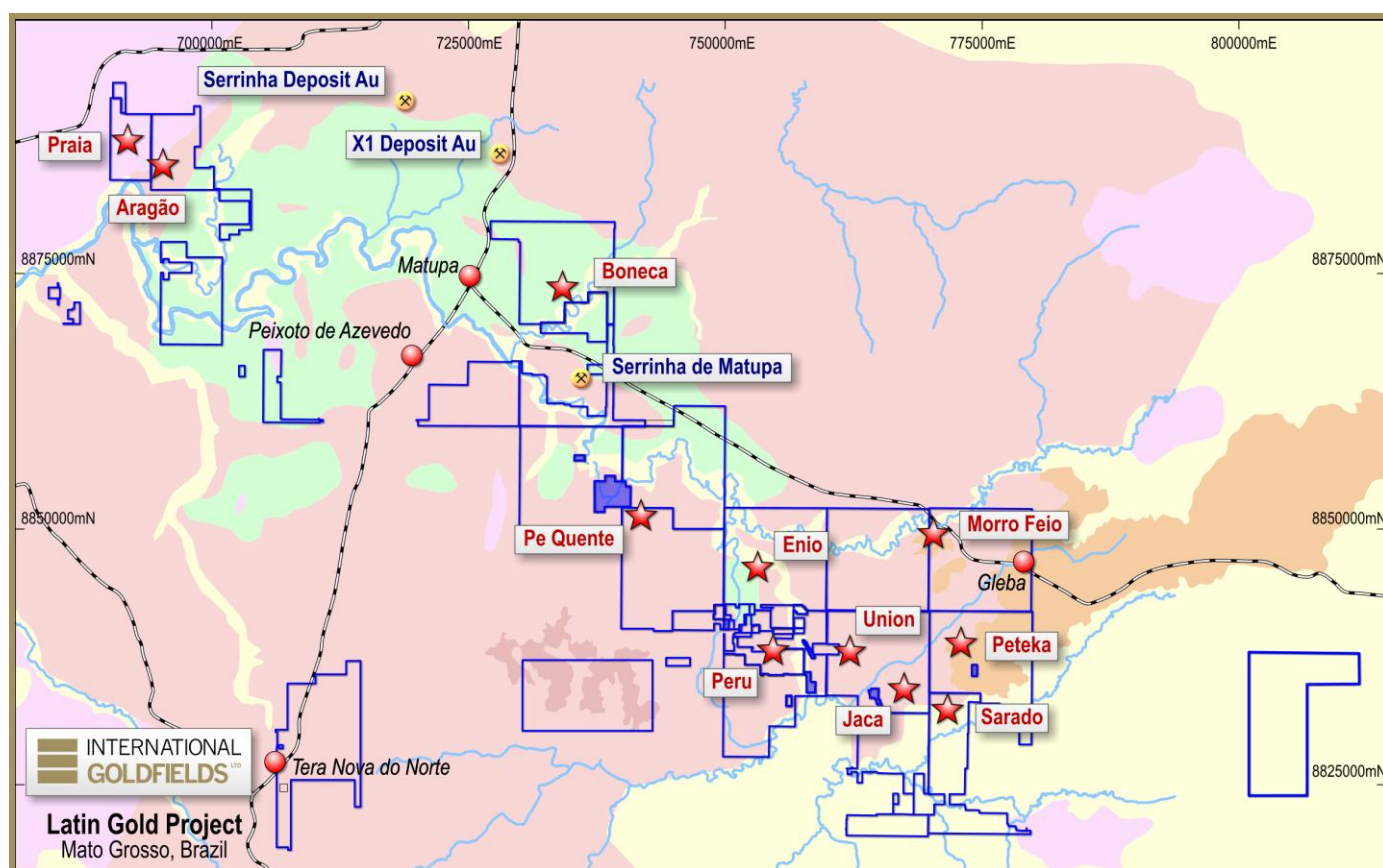 700000mE
725000mE
750000mE
775000mE
800000mE
Serrinha Deposit Au
X1 Deposit Au
Praia
Aragão
8875000mN
Matupa
Boneca
8875000mN
Peixoto de Azevedo
Serrinha de Matupa
8850000mN
Pe Quente
Enio
Morro Feio
8850000mN
Gleba
Union
Peteka
Peru
Jaca
Sarado
INTERNATIONAL
GOLDFIELDS LTD
Tera Nova do Norte
8825000mN
Latin Gold Project
Mato Grosso, Brazil